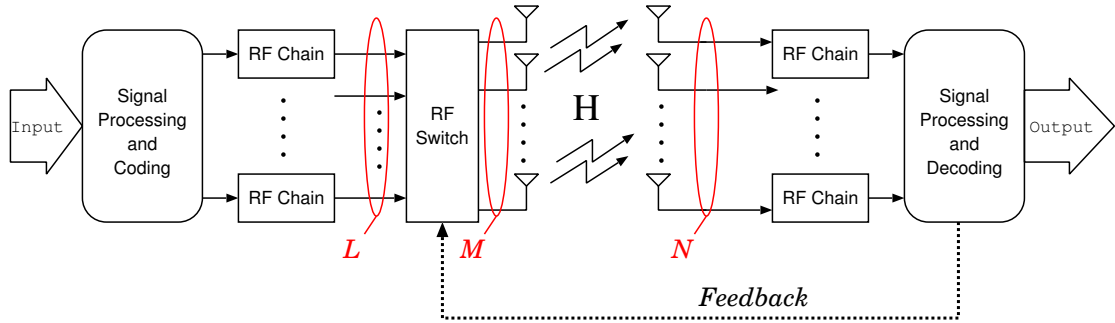 Input
Signal
Processing
and
Coding
RF Chain
RF Chain
L
RF
Switch
M
H
N
RF Chain
RF Chain
Signal
Processing
and
Decoding
Output
Feedback